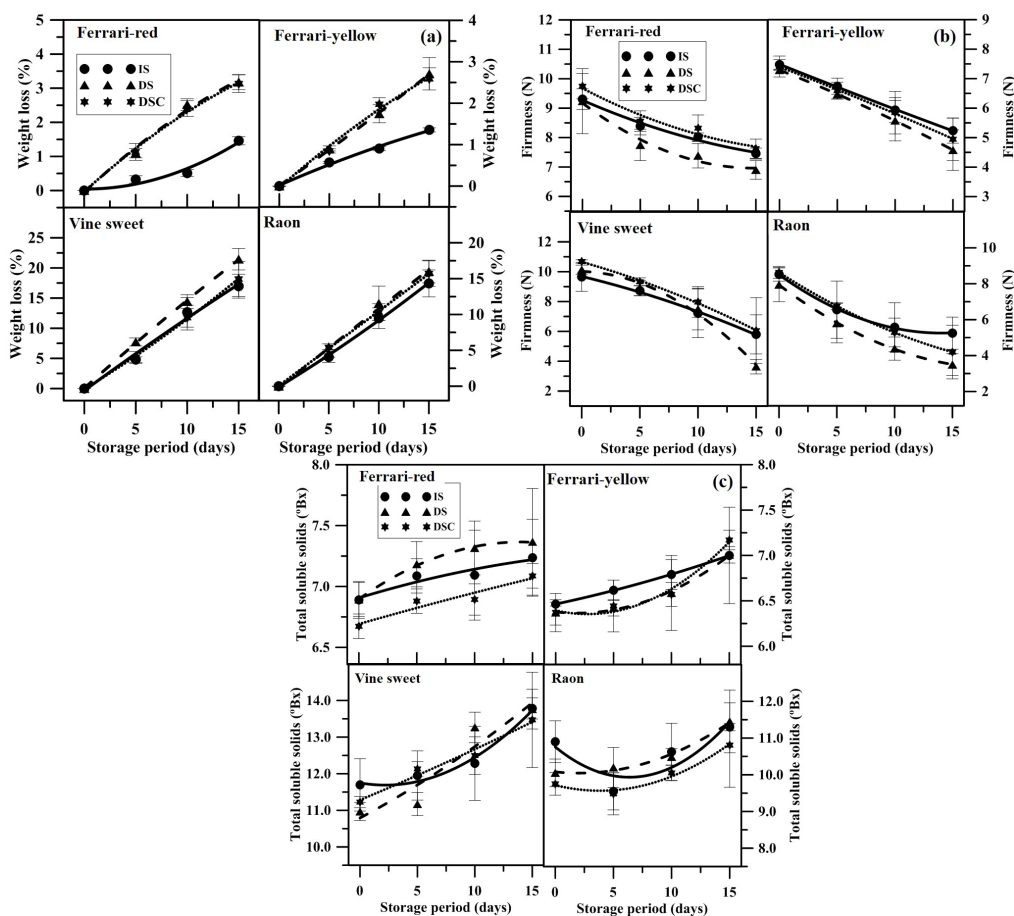 Ferrari-red
Ferrari-yellow
(a)
IS
DS
DSC
Weight loss (%)
5
4
3
2
1
0
4
3
2
1
0
Weight loss (%)
Vine sweet
Raon
Weight loss (%)
25
20
15
10
5
0
20
15
10
5
0
Weight loss (%)
0 5 10 15 0 5 10 15
Storage period (days) Storage period (days)
Ferrari-red
Ferrari-yellow
(b)
IS
DS
DSC
Firmness (N)
12
11
10
9
8
7
6
9
8
7
6
5
4
3
Firmness (N)
Vine sweet
Raon
Firmness (N)
12
10
8
6
4
2
10
8
6
4
2
Firmness (N)
0 5 10 15 0 5 10 15
Storage period (days) Storage period (days)
Ferrari-red
Ferrari-yellow
(c)
IS
DS
DSC
Total soluble solids (ºBx)
8.0
7.5
7.0
6.5
8.0
7.5
7.0
6.5
6.0
Total soluble solids (ºBx)
Vine sweet
Raon
Total soluble solids (ºBx)
14.0
13.0
12.0
11.0
10.0
12.0
11.0
10.0
9.0
8.0
Total soluble solids (ºBx)
0 5 10 15 0 5 10 15
Storage period (days) Storage period (days)